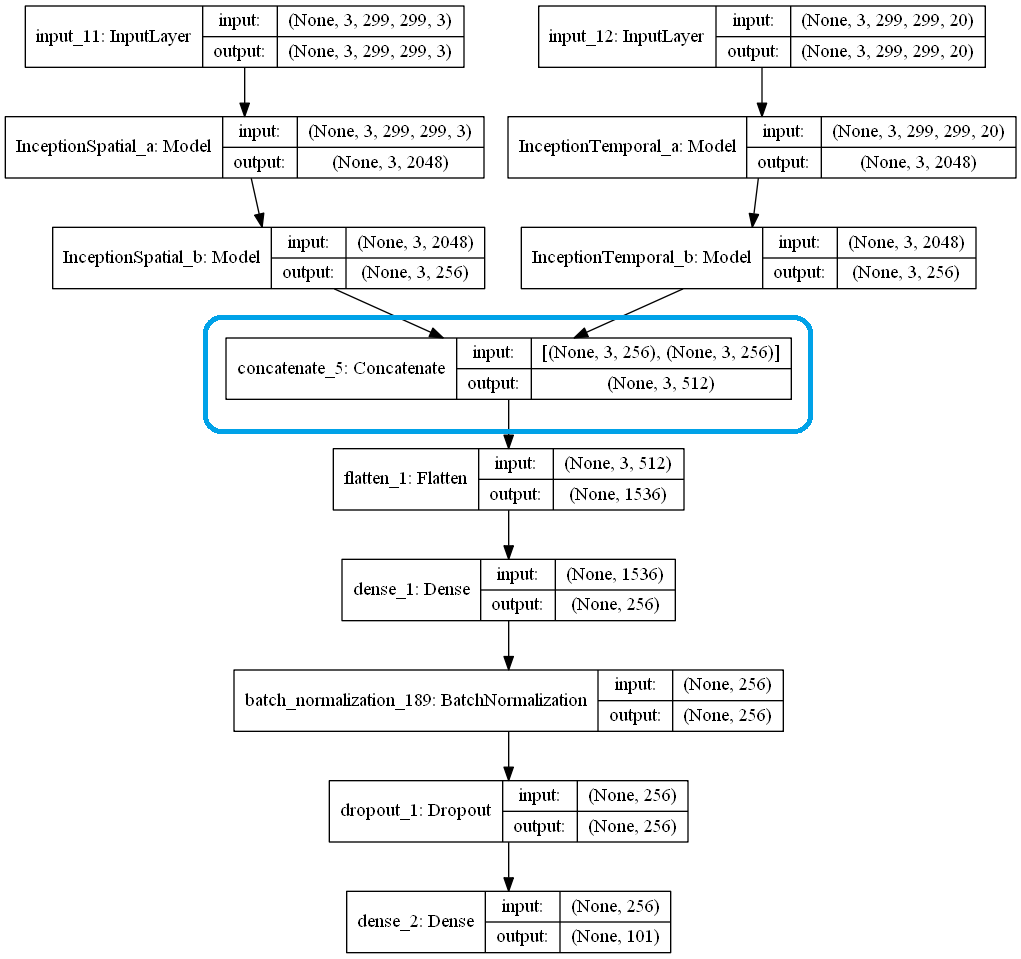 input_11: InputLayer
input: (None, 3, 299, 299, 3)
output: (None, 3, 299, 299, 3)
input_12: InputLayer
input: (None, 3, 299, 299, 20)
output: (None, 3, 299, 299, 20)
InceptionSpatial_a: Model
input: (None, 3, 299, 299, 3)
output: (None, 3, 2048)
InceptionTemporal_a: Model
input: (None, 3, 299, 299, 20)
output: (None, 3, 2048)
InceptionSpatial_b: Model
input: (None, 3, 2048)
output: (None, 3, 256)
InceptionTemporal_b: Model
input: (None, 3, 2048)
output: (None, 3, 256)
concatenate_5: Concatenate
input: [(None, 3, 256), (None, 3, 256)]
output: (None, 3, 512)
flatten_1: Flatten
input: (None, 3, 512)
output: (None, 1536)
dense_1: Dense
input: (None, 1536)
output: (None, 256)
batch_normalization_189: BatchNormalization
input: (None, 256)
output: (None, 256)
dropout_1: Dropout
input: (None, 256)
output: (None, 256)
dense_2: Dense
input: (None, 256)
output: (None, 101)